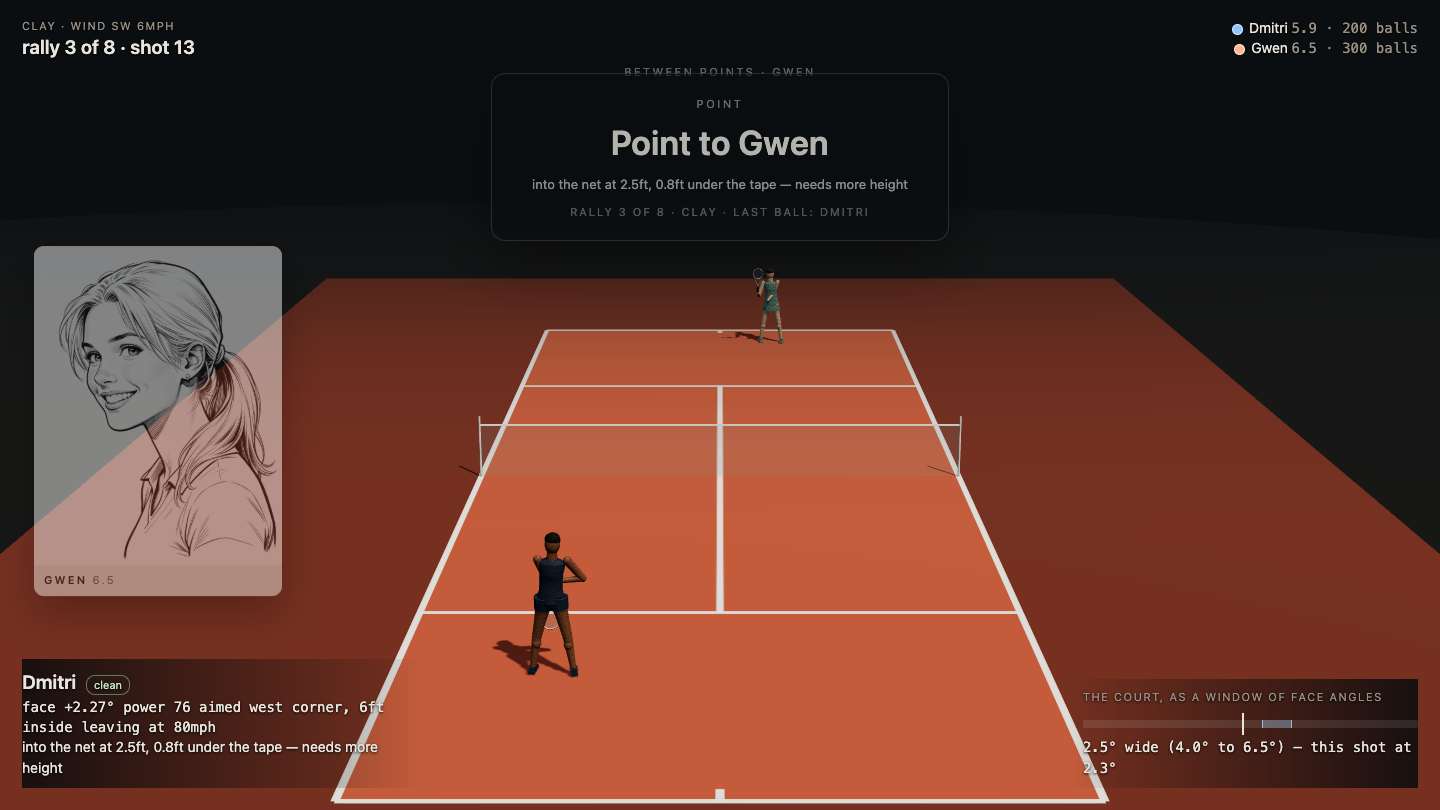 CLAY · WIND SW 6MPH
rally 3 of 8 · shot 13
Dmitri 5.9 · 200 balls
Gwen 6.5 · 300 balls
BETWEEN POINTS · GWEN
POINT
Point to Gwen
into the net at 2.5ft, 0.8ft under the tape — needs more height
RALLY 3 OF 8 · CLAY · LAST BALL: DMITRI
GWEN 6.5
Dmitri clean
face +2.27° power 76 aimed west corner, 6ft
inside leaving at 80mph
into the net at 2.5ft, 0.8ft under the tape — needs more
height
THE COURT, AS A WINDOW OF FACE ANGLES
2.5° wide (4.0° to 6.5°) — this shot at
2.3°